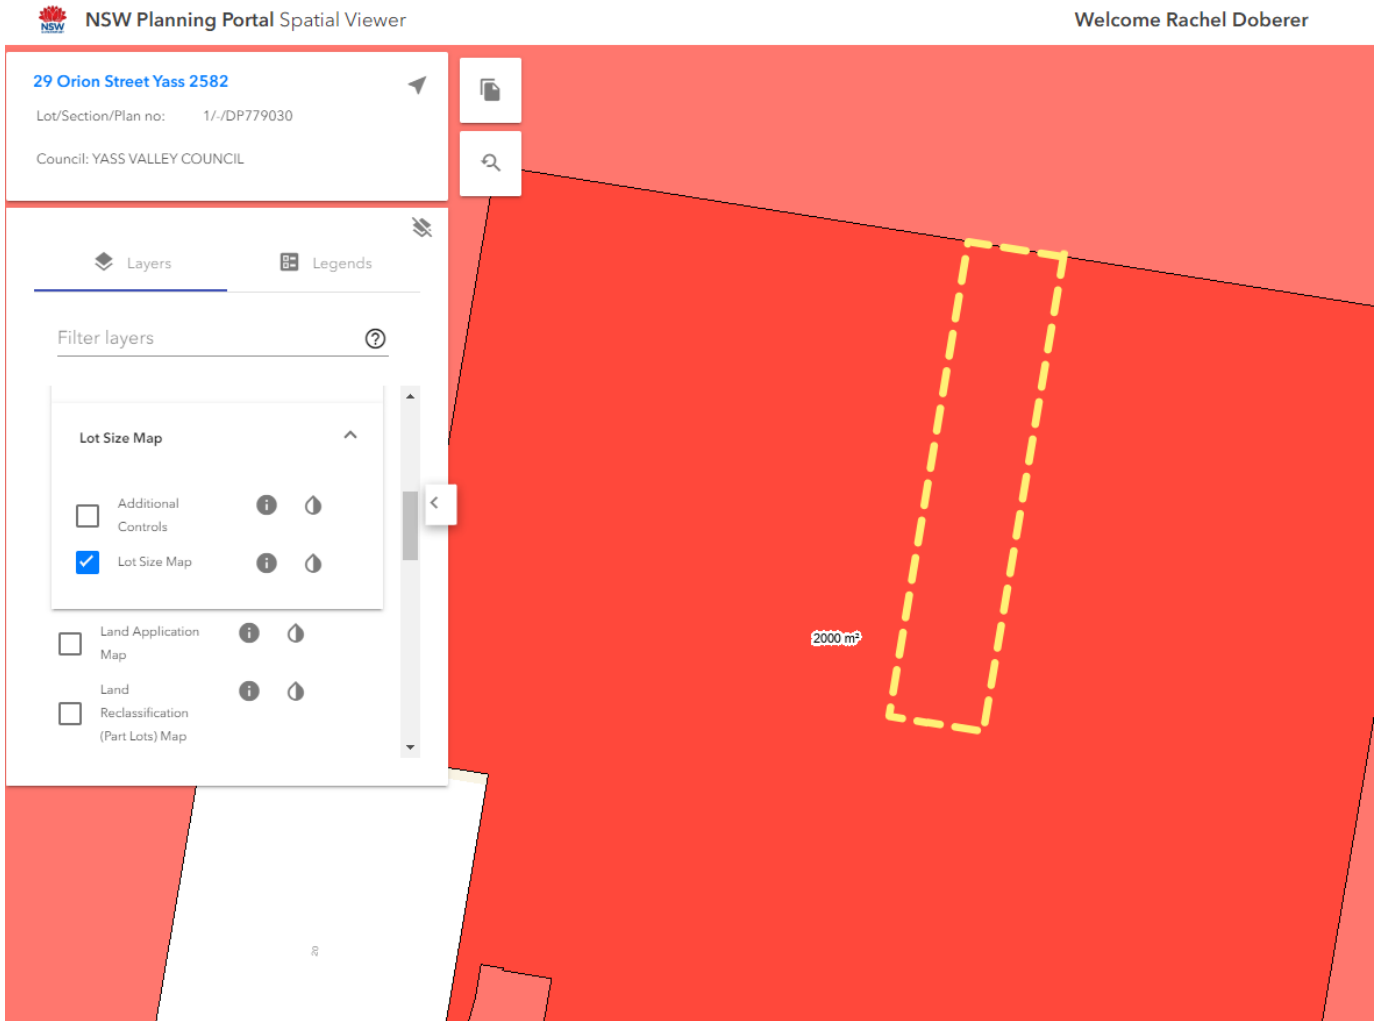 NSW
NSW Planning Portal Spatial Viewer
Welcome Rachel Doberer
29 Orion Street Yass 2582
Lot/Section/Plan no: 1/-/DP779030
Council: YASS VALLEY COUNCIL
Layers
Legends
Filter layers
Lot Size Map
Additional
Controls
Lot Size Map
Land Application
Map
Land
Reclassification
(Part Lots) Map
2000 m²
20